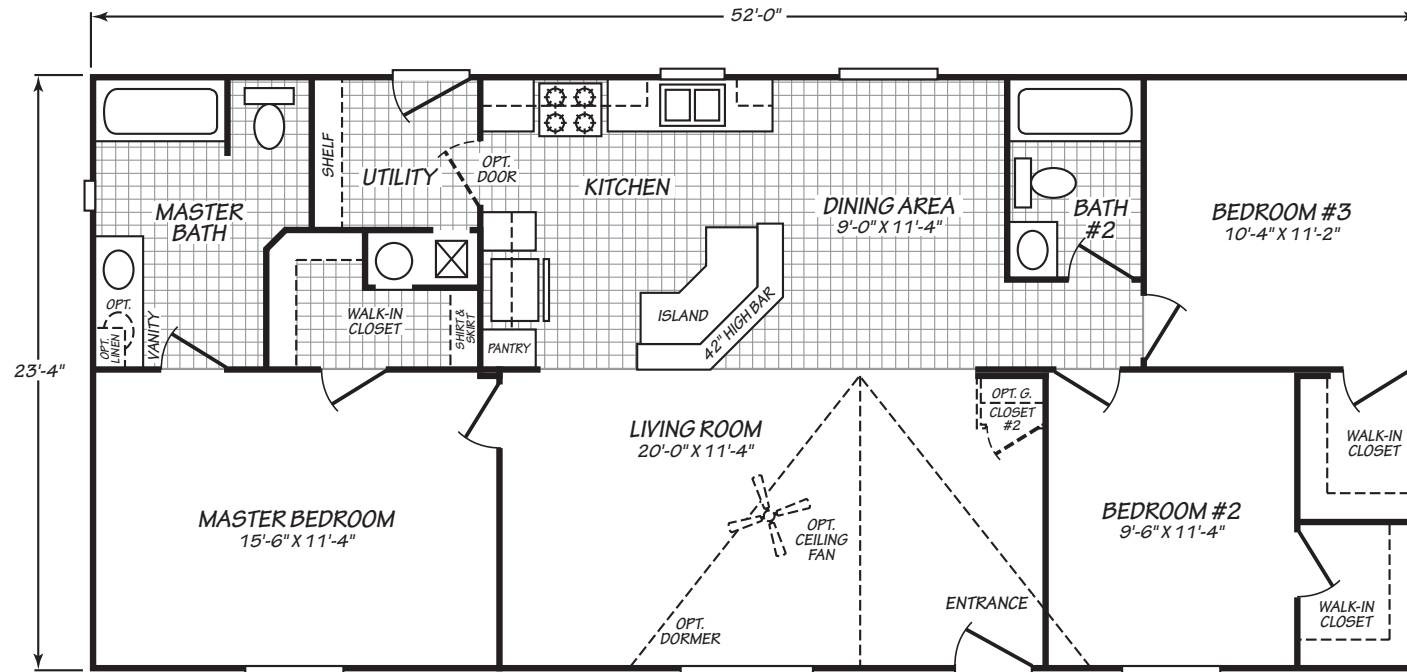 52'-0"
23'-4"
MASTER
BATH
SHELF
UTILITY
OPT.
DOOR
KITCHEN
DINING AREA
9'-0" X 11'-4"
BATH
#2
BEDROOM #3
10'-4" X 11'-2"
OPT.
OPT.
LINEN
VANITY
WALK-IN
CLOSET
SHIRT &
SKIRT
PANTRY
ISLAND
42" HIGH BAR
MASTER BEDROOM
15'-6" X 11'-4"
LIVING ROOM
20'-0" X 11'-4"
OPT. G.
CLOSET
#2
OPT.
CEILING
FAN
OPT.
DORMER
ENTRANCE
BEDROOM #2
9'-6" X 11'-4"
WALK-IN
CLOSET
WALK-IN
CLOSET